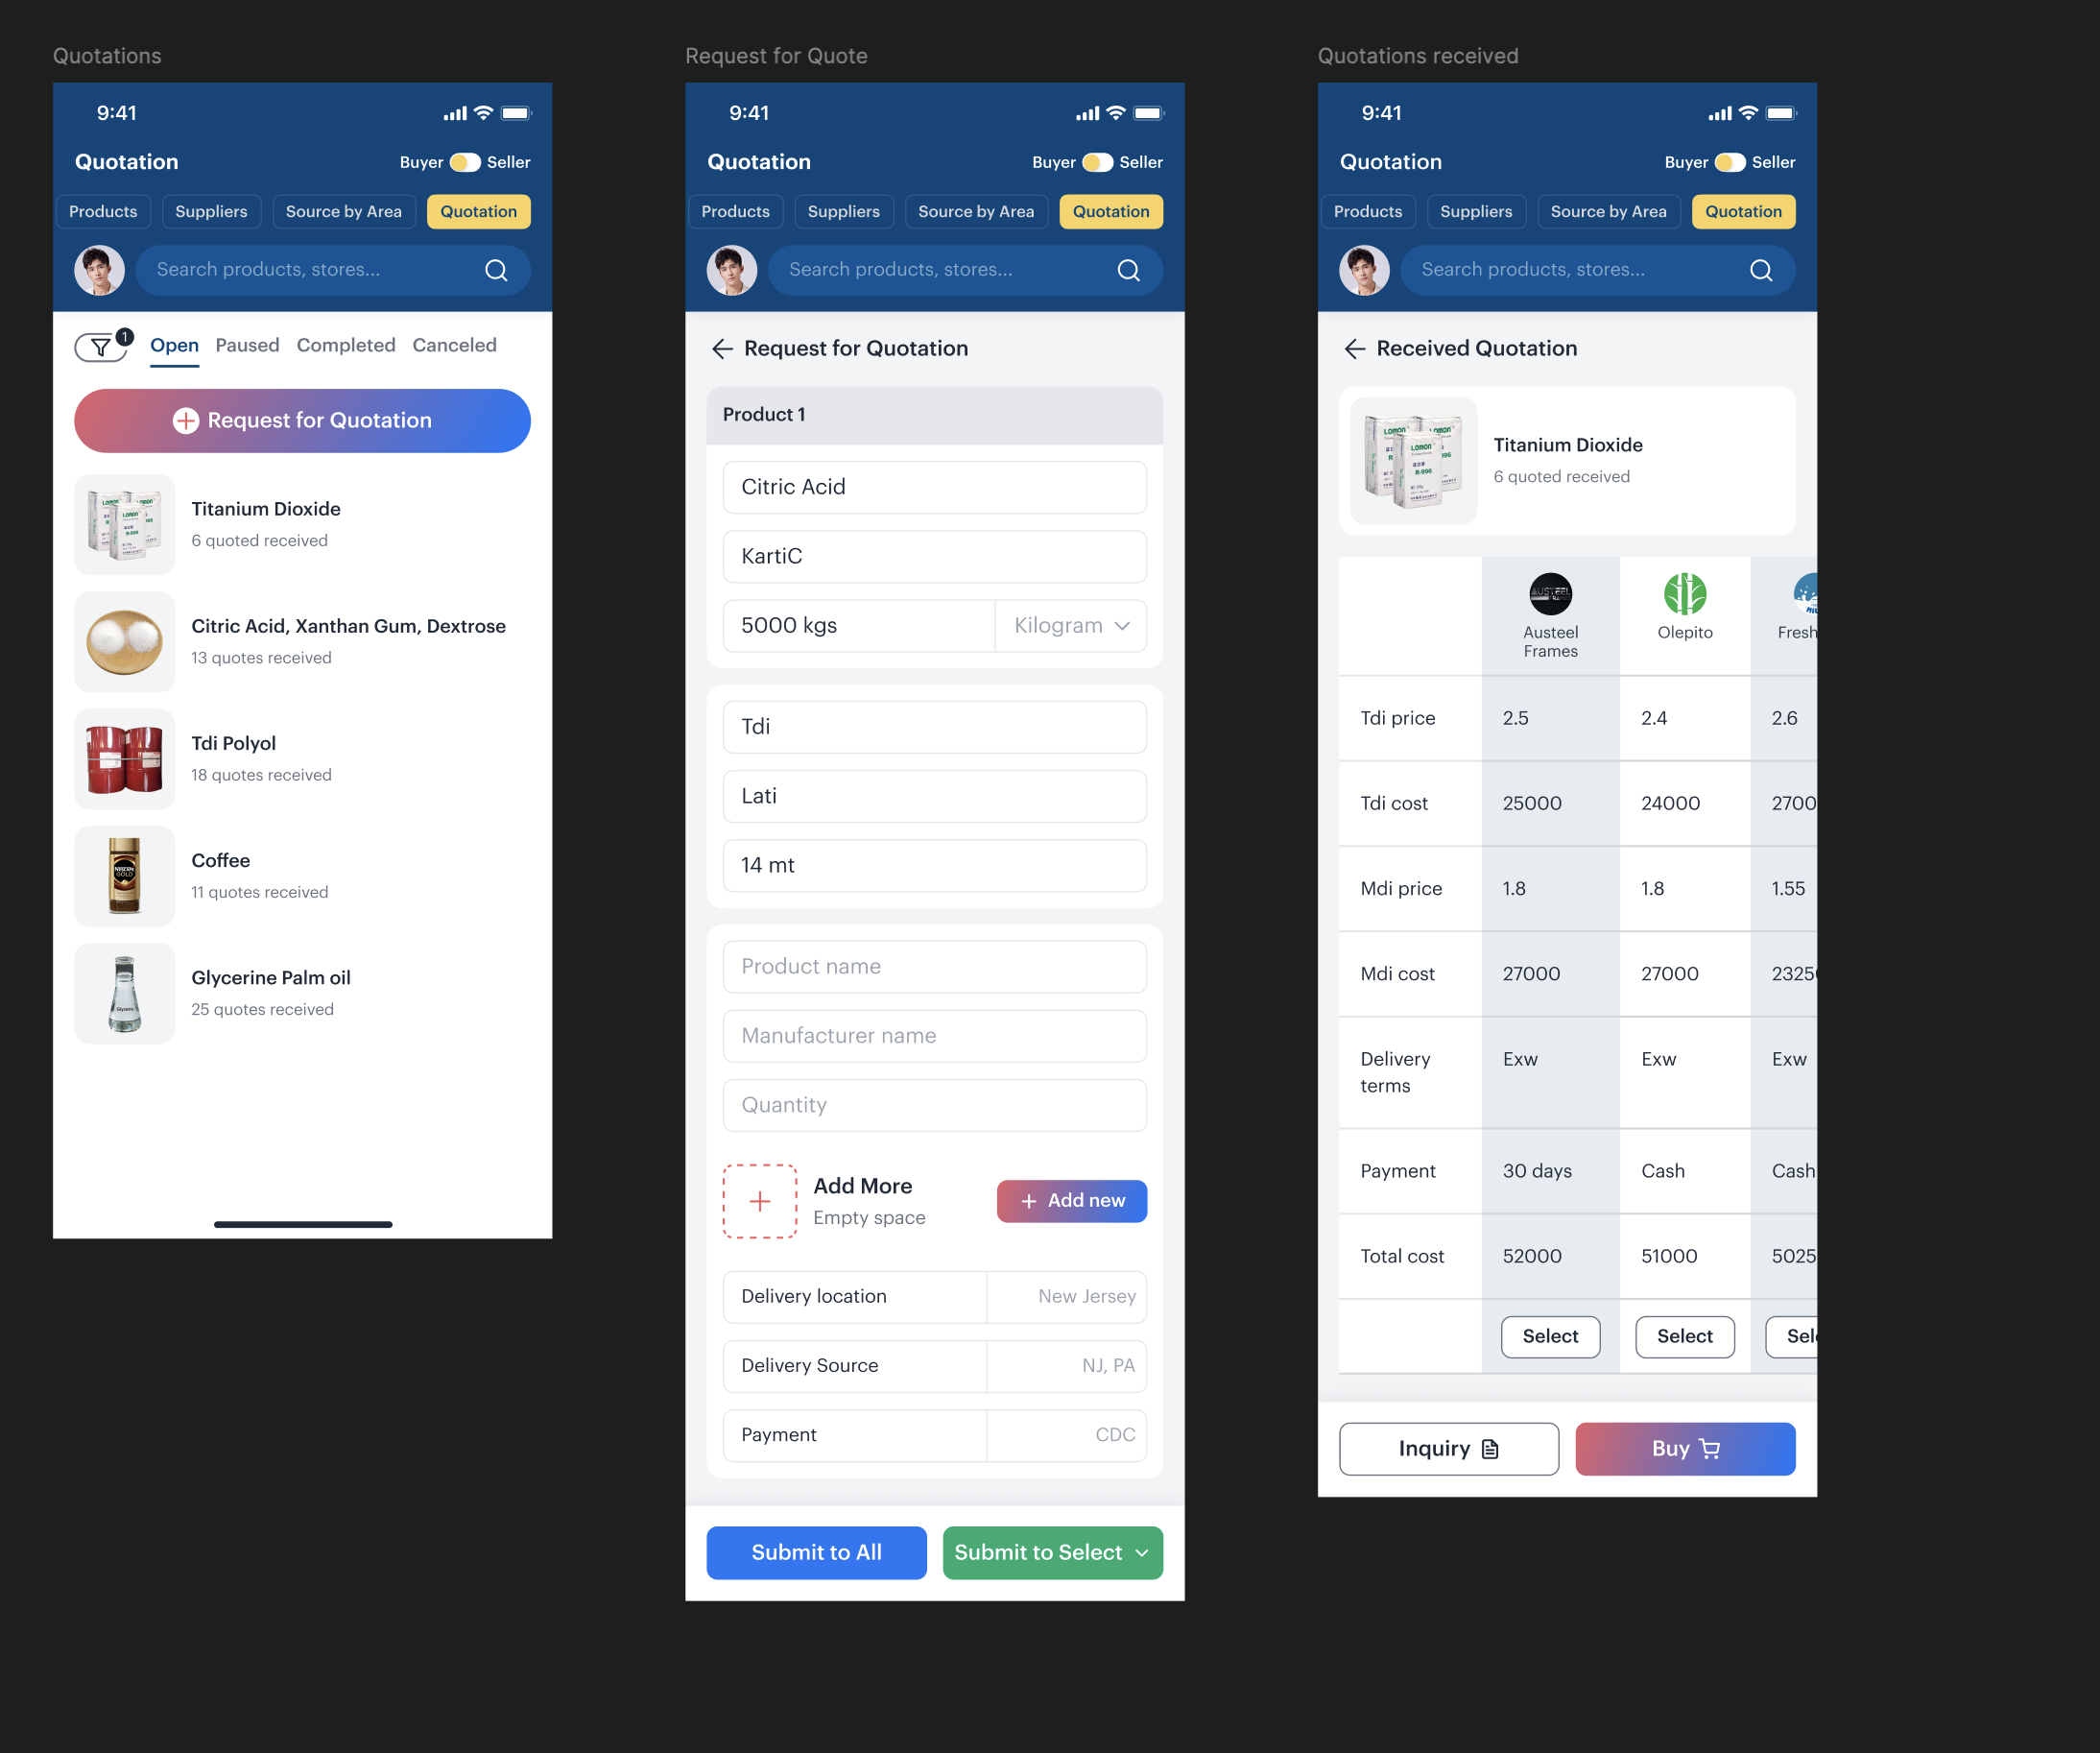 Quotations
9:41
Quotation
Buyer
Seller
Products
Suppliers
Source by Area
Quotation
Search products, stores...
1
Open
Paused
Completed
Canceled
Request for Quotation
Titanium Dioxide
6 quoted received
Citric Acid, Xanthan Gum, Dextrose
13 quotes received
Tdi Polyol
18 quotes received
Coffee
11 quotes received
Glycerine Palm oil
25 quotes received
Request for Quote
9:41
Quotation
Buyer
Seller
Products
Suppliers
Source by Area
Quotation
Search products, stores...
Request for Quotation
Product 1
Citric Acid
KartiC
5000 kgs
Kilogram
Tdi
Lati
14 mt
Product name
Manufacturer name
Quantity
Add More
Empty space
Add new
Delivery location
New Jersey
Delivery Source
NJ, PA
Payment
CDC
Submit to All
Submit to Select
Quotations received
9:41
Quotation
Buyer
Seller
Products
Suppliers
Source by Area
Quotation
Search products, stores...
Received Quotation
LOMON
R-996
Titanium Dioxide
6 quoted received
Austeel
Frames
Olepito
Fresh
Tdi price
2.5
2.4
2.6
Tdi cost
25000
24000
2700
Mdi price
1.8
1.8
1.55
Mdi cost
27000
27000
2325
Delivery
terms
Exw
Exw
Exw
Payment
30 days
Cash
Cash
Total cost
52000
51000
5025
Select
Select
Sel
Inquiry
Buy